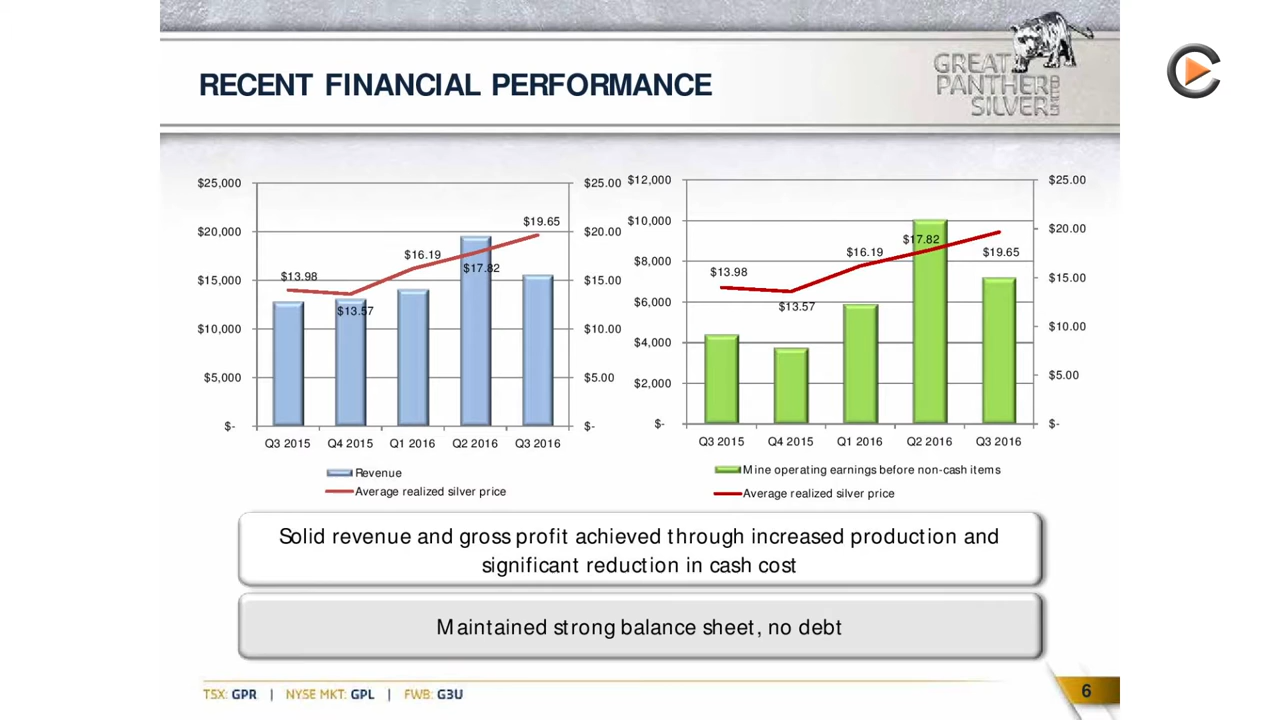 RECENT FINANCIAL PERFORMANCE
GREAT
PANTHER
SILVER
$25,000
$20,000
$15,000
$10,000
$5,000
$-
$25.00
$20.00
$15.00
$10.00
$5.00
$-
$13.98
$13.57
$16.19
$17.82
$19.65
Q3 2015 Q4 2015 Q1 2016 Q2 2016 Q3 2016
Revenue
Average realized silver price
$12,000
$10,000
$8,000
$6,000
$4,000
$2,000
$-
$25.00
$20.00
$15.00
$10.00
$5.00
$-
$13.98
$13.57
$16.19
$17.82
$19.65
Q3 2015 Q4 2015 Q1 2016 Q2 2016 Q3 2016
Mine operating earnings before non-cash items
Average realized silver price
Solid revenue and gross profit achieved through increased production and
significant reduction in cash cost
Maintained strong balance sheet, no debt
TSX: GPR | NYSE MKT: GPL | FWB: G3U
6